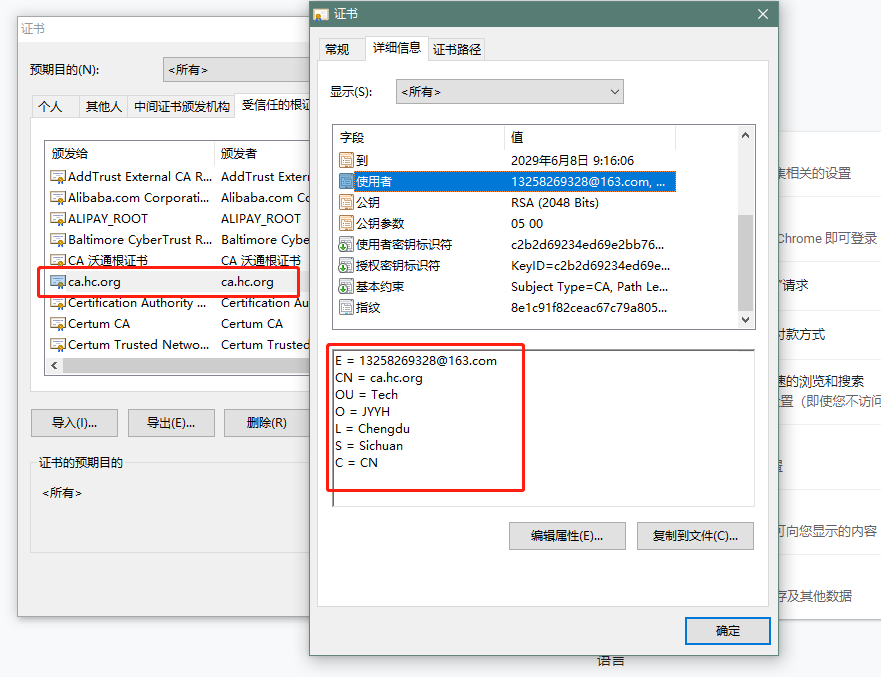 证书
预期目的(N):
<所有>
个人
其他人
中间证书颁发机构
受信任的根证
颁发给
颁发者
AddTrust External CA R...
AddTrust Exter
Alibaba.com Corporati...
Alibaba.com Co
ALIPAY_ROOT
ALIPAY_ROOT
Baltimore CyberTrust R...
Baltimore Cybe
CA 沃通根证书
CA 沃通根证书
ca.hc.org
ca.hc.org
Certification Authority ...
Certification Au
Certum CA
Certum CA
Certum Trusted Netwo...
Certum Trusted
导入(I)...
导出(E)...
删除(R)
证书的预期目的
<所有>
证书
常规
详细信息
证书路径
显示(S):
<所有>
字段
值
到
2029年6月8日 9:16:06
使用者
13258269328@163.com, ...
公钥
RSA (2048 Bits)
公钥参数
05 00
使用者密钥标识符
c2b2d69234ed69e2bb76...
授权密钥标识符
KeyID=c2b2d69234ed69e...
基本约束
Subject Type=CA, Path Le...
指纹
8e1c91f82ceac67c79a805...
E = 13258269328@163.com
CN = ca.hc.org
OU = Tech
O = JYYH
L = Chengdu
S = Sichuan
C = CN
编辑属性(E)...
复制到文件(C)...
确定
集相关的设置
Chrome 即可登录
”请求
付款方式
速的浏览和搜索
置（即使您不访问
置
可向您显示的内容
存及其他数据
语言